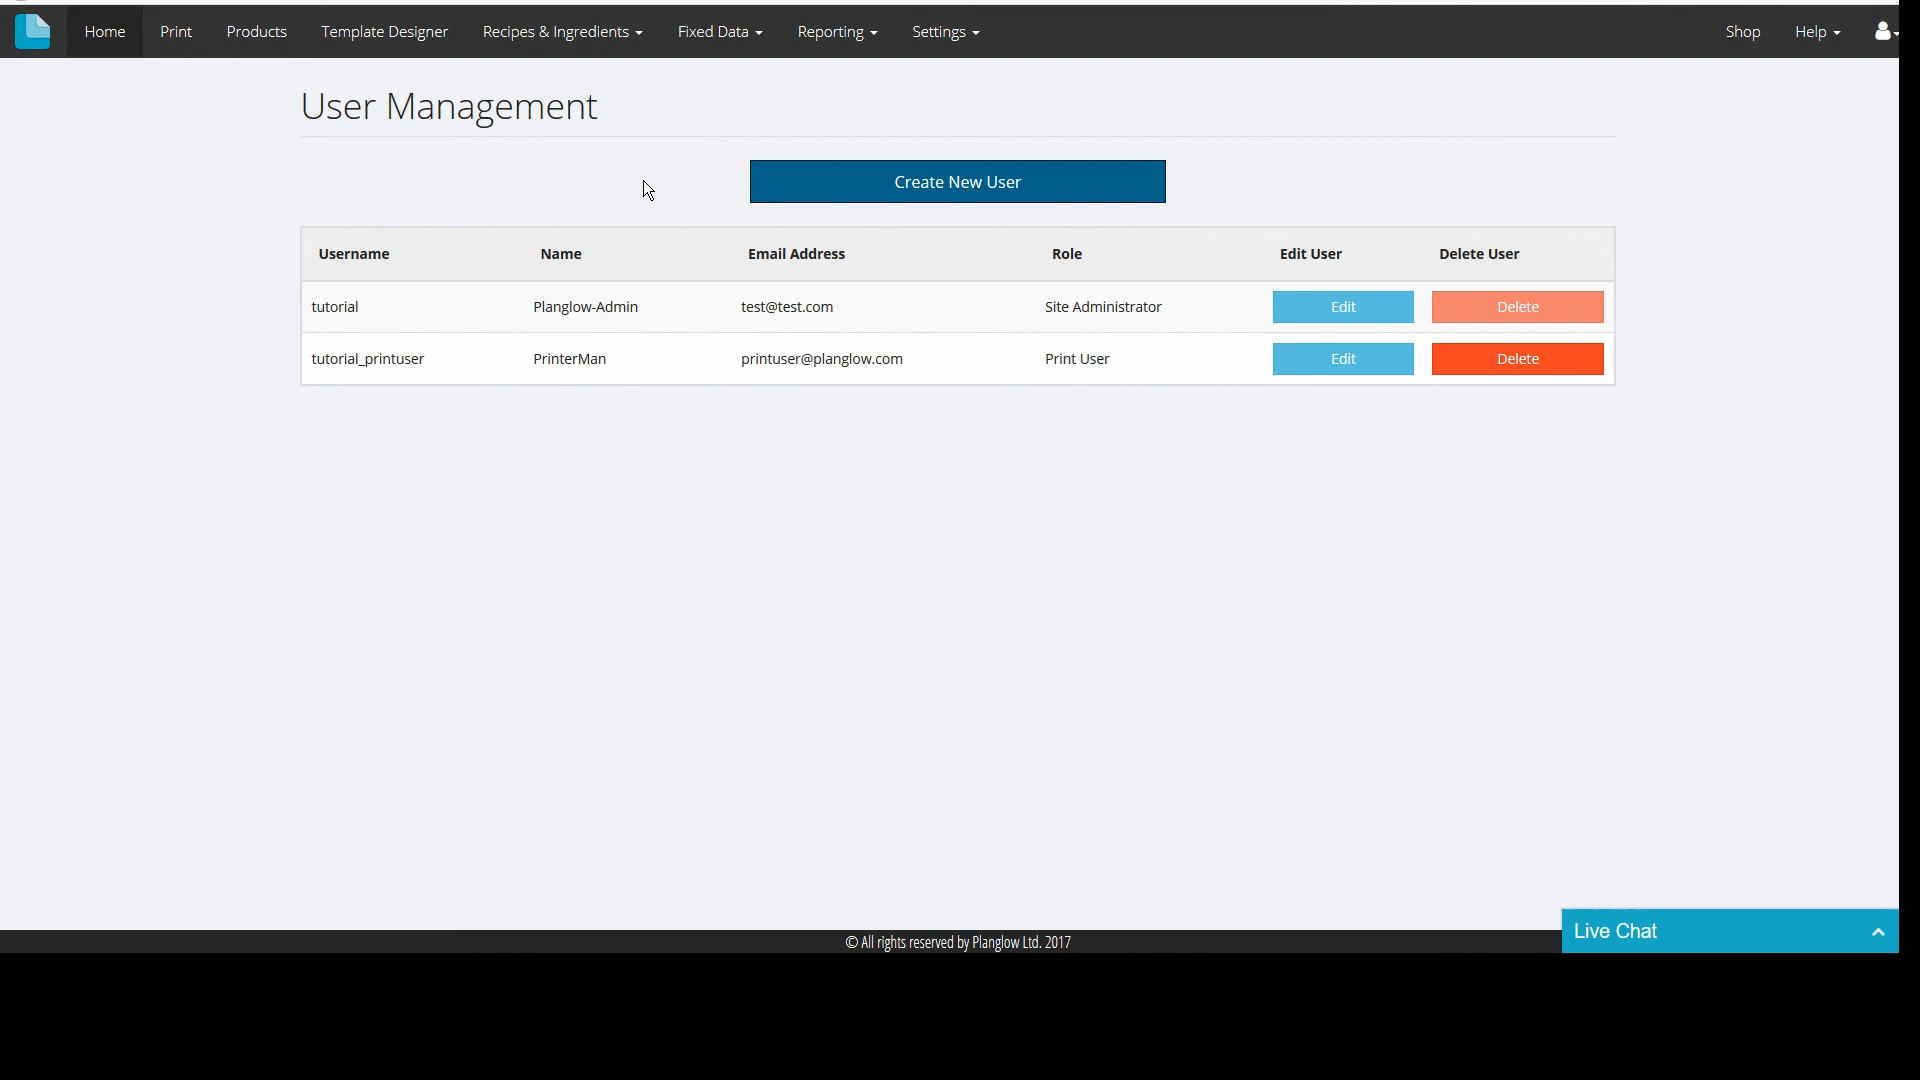 Home Print Products Template Designer Recipes & Ingredients Fixed Data Reporting Settings Shop Help
User Management
Create New User
Username Name Email Address Role Edit User Delete User
tutorial Planglow-Admin test@test.com Site Administrator Edit Delete
tutorial_printuser PrinterMan printuser@planglow.com Print User Edit Delete
Live Chat
© All rights reserved by Planglow Ltd. 2017